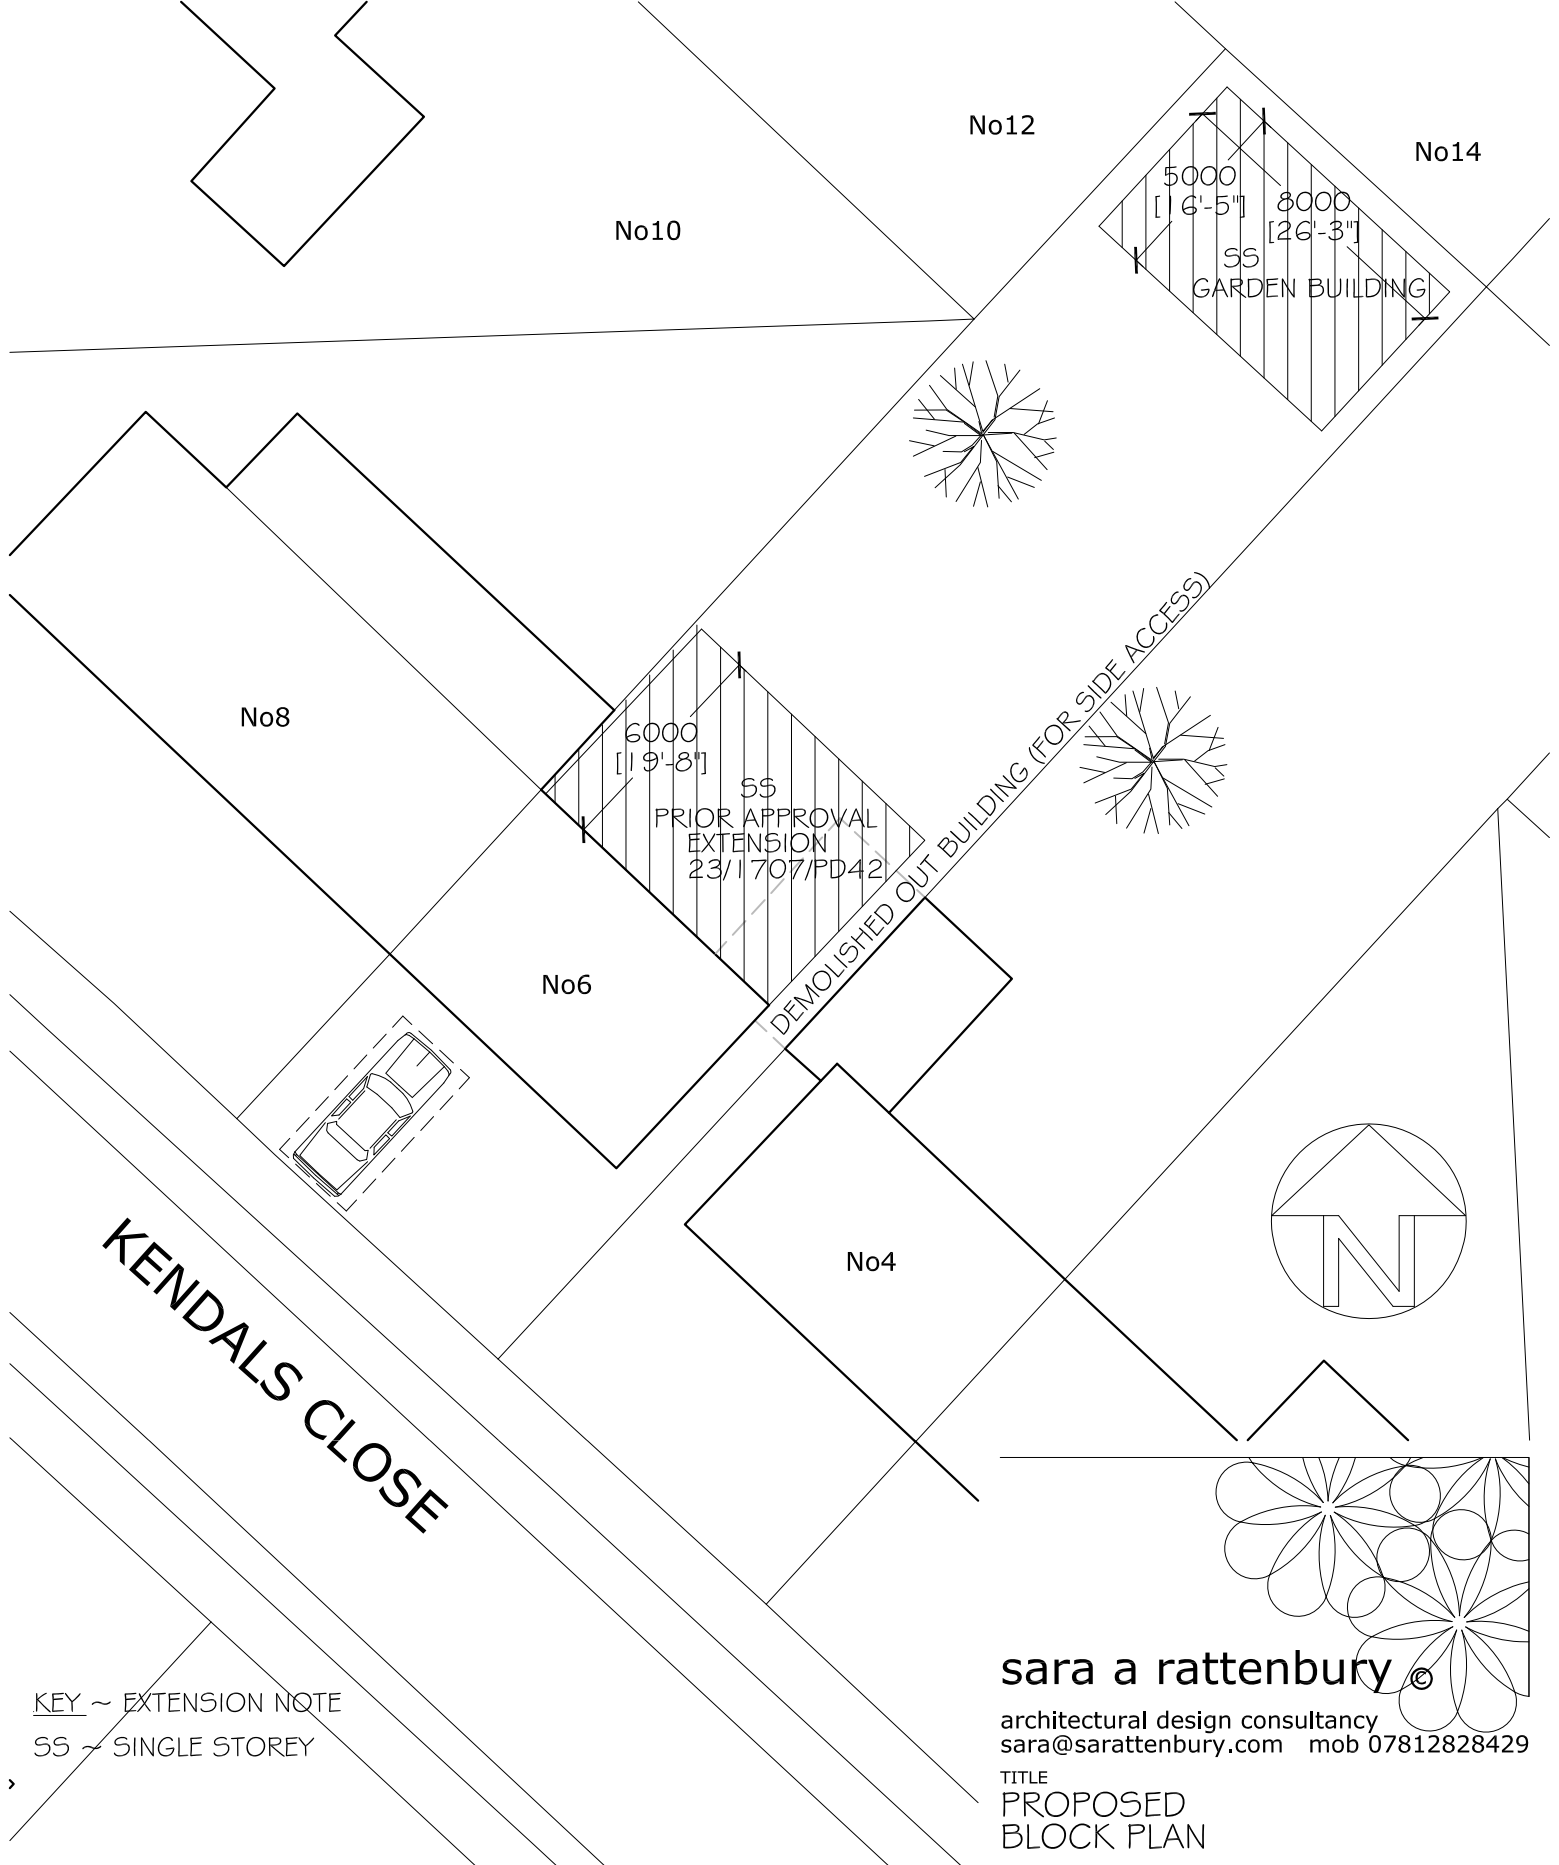 No12
No14
No10
5000
[16'-5"]
8000
[26'-3"]
SS
GARDEN BUILDING
No8
6000
[19'-8"]
SS
PRIOR APPROVAL
EXTENSION
23/1707/PD42
DEMOLISHED OUT BUILDING (FOR SIDE ACCESS)
No6
No4
N
KENDALS CLOSE
KEY ~ EXTENSION NOTE
SS ~ SINGLE STOREY
sara a rattenbury ©
architectural design consultancy
sara@sarattenbury.com mob 07812828429
TITLE
PROPOSED
BLOCK PLAN